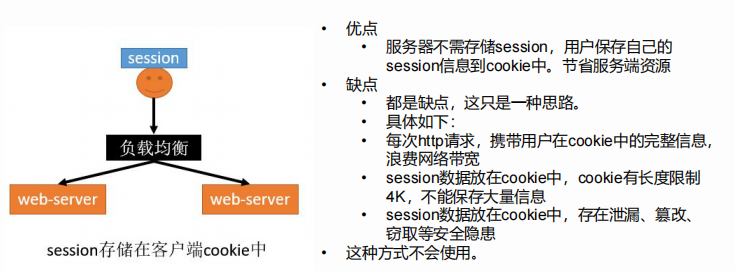 session
负载均衡
web-server
web-server
session存储在客户端cookie中
• 优点
• 服务器不需存储session，用户保存自己的
session信息到cookie中。节省服务端资源
• 缺点
• 都是缺点，这只是一种思路。
• 具体如下：
• 每次http请求，携带用户在cookie中的完整信息，
浪费网络带宽
• session数据放在cookie中，cookie有长度限制
4K，不能保存大量信息
• session数据放在cookie中，存在泄漏、篡改、
窃取等安全隐患
• 这种方式不会使用。